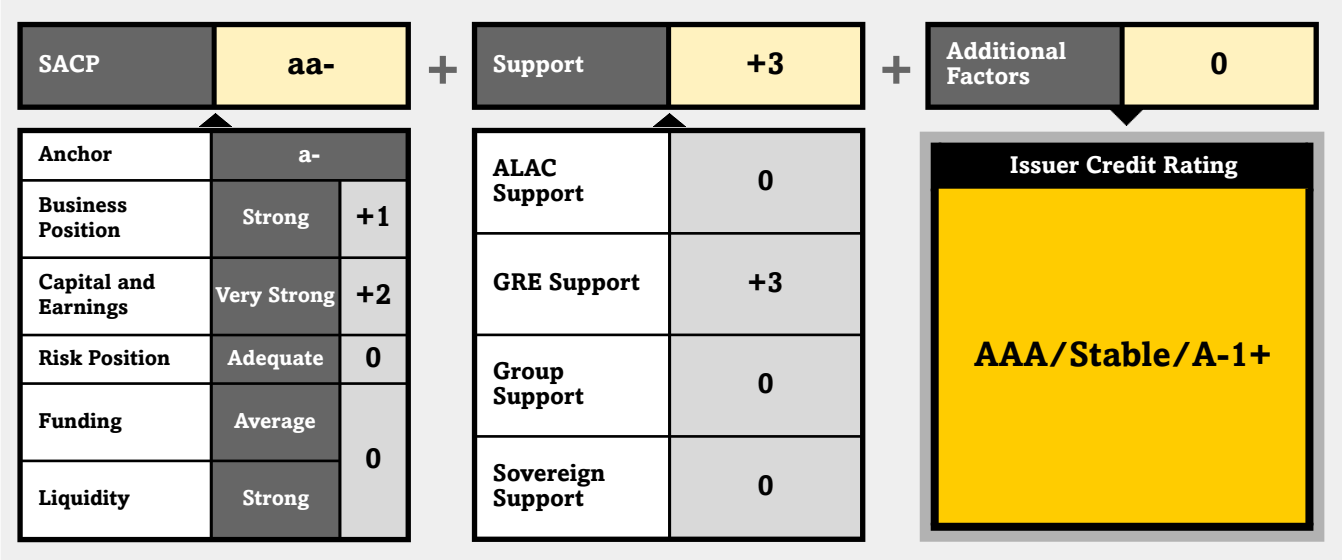 SACP
aa-
+
Support
+3
+
Additional
Factors
0
Anchor
a-
Business
Position
Strong
+1
Capital and
Earnings
Very Strong
+2
Risk Position
Adequate
0
Funding
Average
0
Liquidity
Strong
ALAC
Support
0
GRE Support
+3
Group
Support
0
Sovereign
Support
0
Issuer Credit Rating
AAA/Stable/A-1+